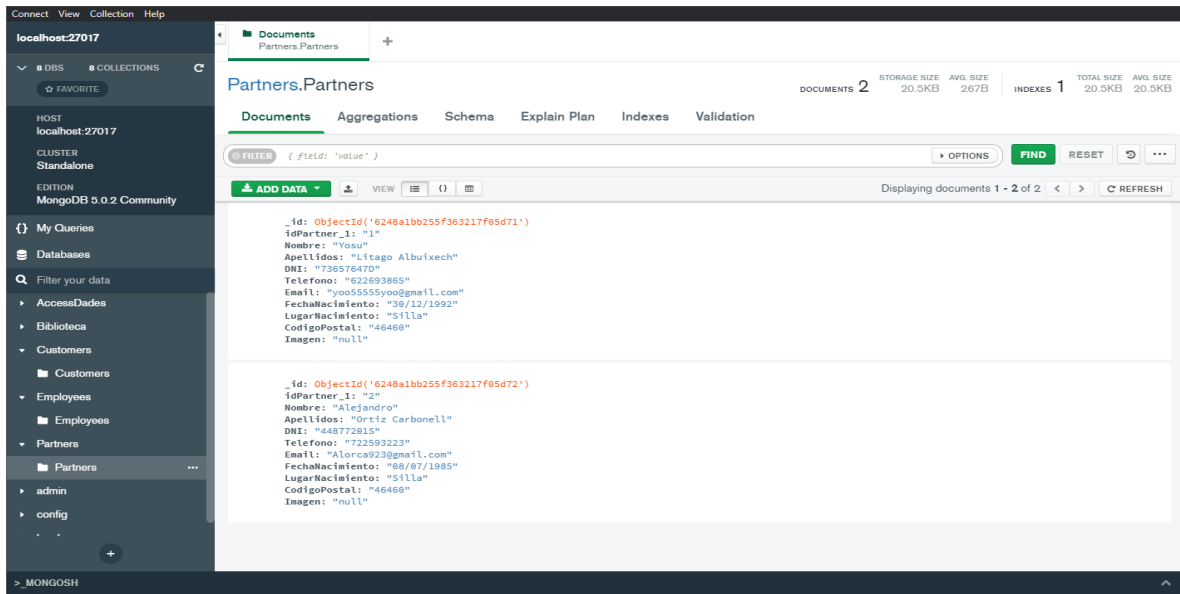 Connect View Collection Help
localhost:27017
8 DBS 8 COLLECTIONS
FAVORITE
HOST
localhost:27017
CLUSTER
Standalone
EDITION
MongoDB 5.0.2 Community
{} My Queries
Databases
Filter your data
AccessDades
Biblioteca
Customers
Customers
Employees
Employees
Partners
Partners
admin
config
>_MONGOSH
Documents
Partners.Partners
Partners.Partners
DOCUMENTS 2
STORAGE SIZE 20.5KB
AVG. SIZE 267B
INDEXES 1
TOTAL SIZE 20.5KB
AVG. SIZE 20.5KB
Documents Aggregations Schema Explain Plan Indexes Validation
FILTER { field: 'value' } OPTIONS FIND RESET
ADD DATA VIEW {} Displaying documents 1 - 2 of 2 < > REFRESH
_id: ObjectId('6248a1bb255f363217f05d71')
idPartner_1: "1"
Nombre: "Yosu"
Apellidos: "Litago Albuixech"
DNI: "73657647D"
Telefono: "622693865"
Email: "yoo55555yoo@gmail.com"
FechaNacimiento: "30/12/1992"
LugarNacimiento: "Silla"
CodigoPostal: "46460"
Imagen: "null"
_id: ObjectId('6248a1bb255f363217f05d72')
idPartner_1: "2"
Nombre: "Alejandro"
Apellidos: "Ortiz Carbonell"
DNI: "44877201S"
Telefono: "722593223"
Email: "Alorca923@gmail.com"
FechaNacimiento: "08/07/1985"
LugarNacimiento: "Silla"
CodigoPostal: "46460"
Imagen: "null"